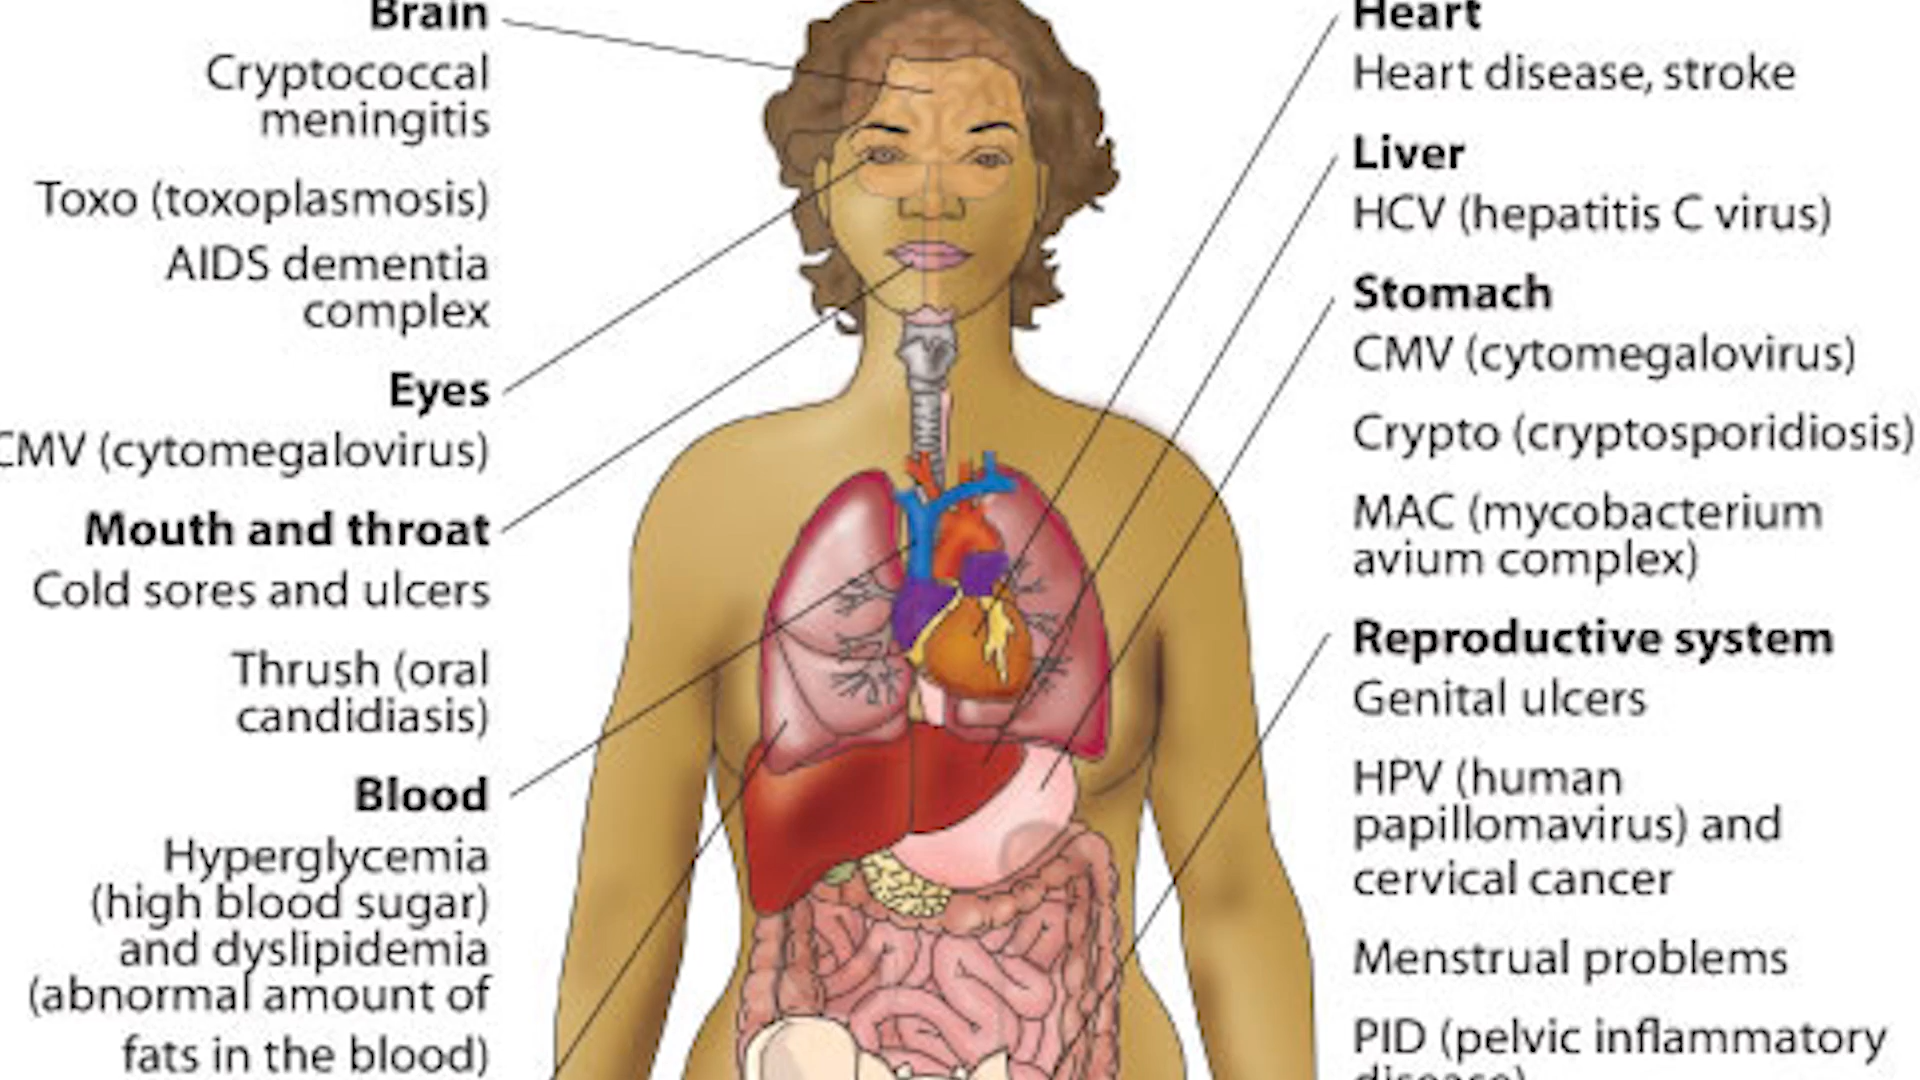 Brain
Cryptococcal
meningitis
Toxo (toxoplasmosis)
AIDS dementia
complex
Eyes
CMV (cytomegalovirus)
Mouth and throat
Cold sores and ulcers
Thrush (oral
candidiasis)
Blood
Hyperglycemia
(high blood sugar)
and dyslipidemia
(abnormal amount of
fats in the blood)
Heart
Heart disease, stroke
Liver
HCV (hepatitis C virus)
Stomach
CMV (cytomegalovirus)
Crypto (cryptosporidiosis)
MAC (mycobacterium
avium complex)
Reproductive system
Genital ulcers
HPV (human
papillomavirus) and
cervical cancer
Menstrual problems
PID (pelvic inflammatory
disease)